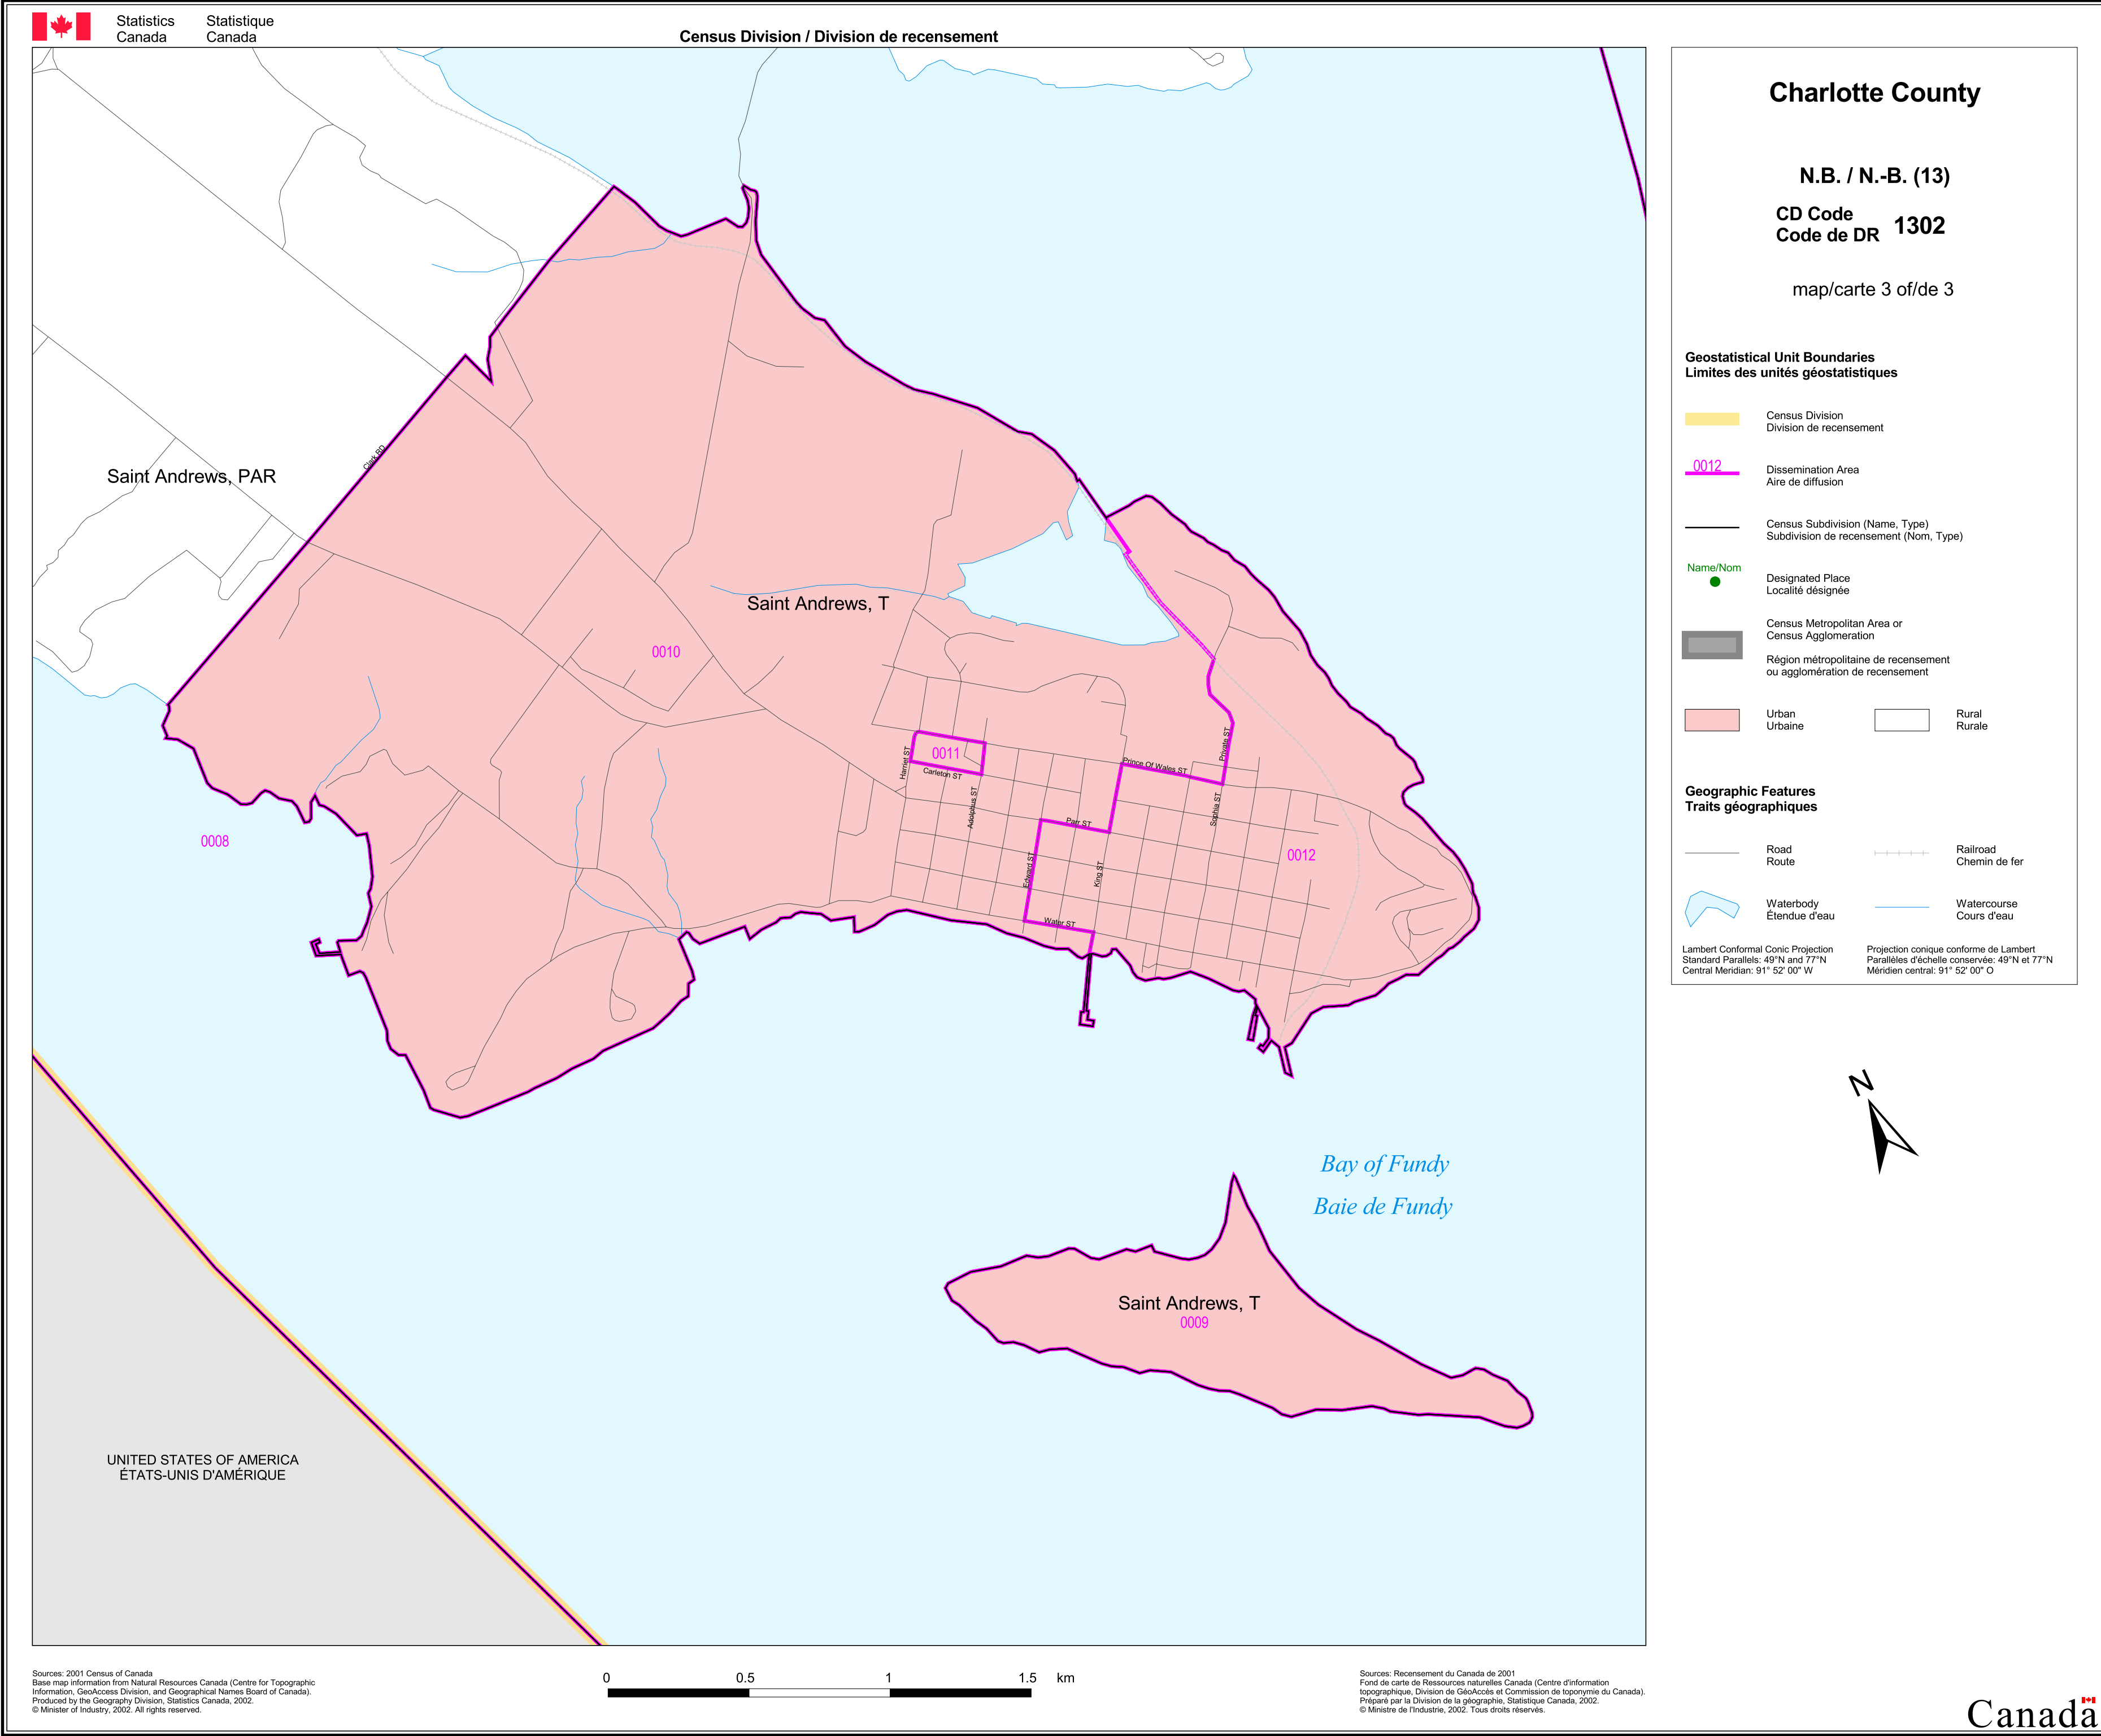 Statistics Statistique
Canada Canada
Census Division / Division de recensement
Charlotte County
N.B. / N.-B. (13)
CD Code
Code de DR 1302
map/carte 3 of/de 3
Geostatistical Unit Boundaries
Limites des unités géostatistiques
Census Division
Division de recensement
0012
Dissemination Area
Aire de diffusion
Census Subdivision (Name, Type)
Subdivision de recensement (Nom, Type)
Name/Nom
Designated Place
Localité désignée
Census Metropolitan Area or
Census Agglomeration
Région métropolitaine de recensement
ou agglomération de recensement
Urban Rural
Urbaine Rurale
Geographic Features
Traits géographiques
Road Railroad
Route Chemin de fer
Waterbody Watercourse
Étendue d'eau Cours d'eau
Lambert Conformal Conic Projection
Standard Parallels: 49°N and 77°N
Central Meridian: 91° 52' 00" W
Projection conique conforme de Lambert
Parallèles d'échelle conservée: 49°N et 77°N
Méridien central: 91° 52' 00" O
N
Clark RD
Saint Andrews, PAR
Saint Andrews, T
0010
0011
Harriet ST
Carleton ST
Adolphus ST
Prince Of Wales ST
Private ST
Sophia ST
Parr ST
Edward ST
King ST
Water ST
0012
0008
Bay of Fundy
Baie de Fundy
Saint Andrews, T
0009
UNITED STATES OF AMERICA
ÉTATS-UNIS D'AMÉRIQUE
0 0.5 1 1.5 km
Sources: 2001 Census of Canada
Base map information from Natural Resources Canada (Centre for Topographic
Information, GeoAccess Division, and Geographical Names Board of Canada).
Produced by the Geography Division, Statistics Canada, 2002.
© Minister of Industry, 2002. All rights reserved.
Sources: Recensement du Canada de 2001
Fond de carte de Ressources naturelles Canada (Centre d'information
topographique, Division de GéoAccès et Commission de toponymie du Canada).
Préparé par la Division de la géographie, Statistique Canada, 2002.
© Ministre de l'Industrie, 2002. Tous droits réservés.
Canada